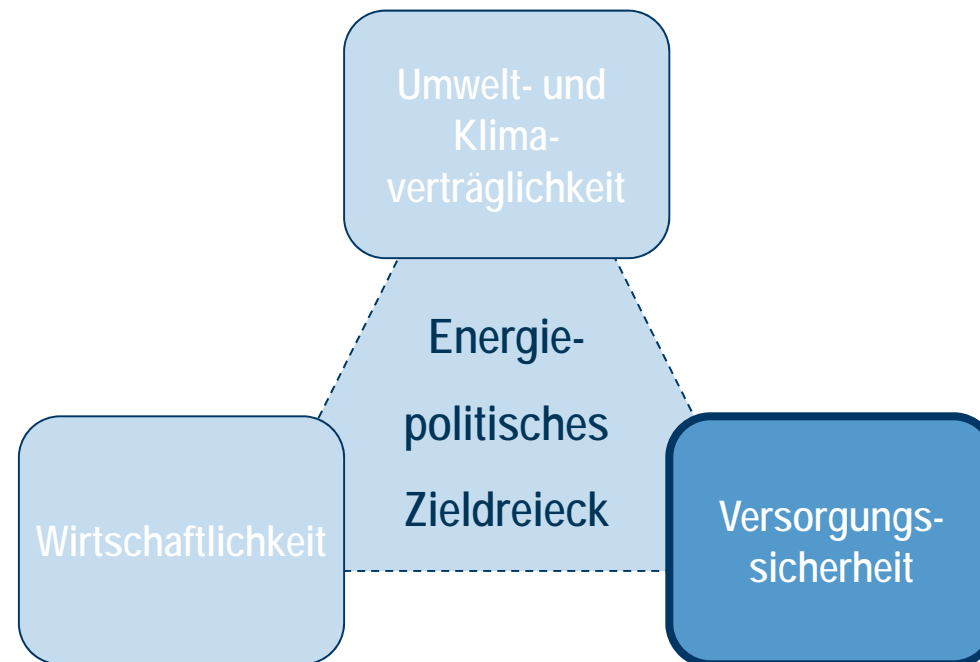 Umwelt- und
Klima-
verträglichkeit
Energie-
politisches
Zieldreieck
Wirtschaftlichkeit
Versorgungs-
sicherheit